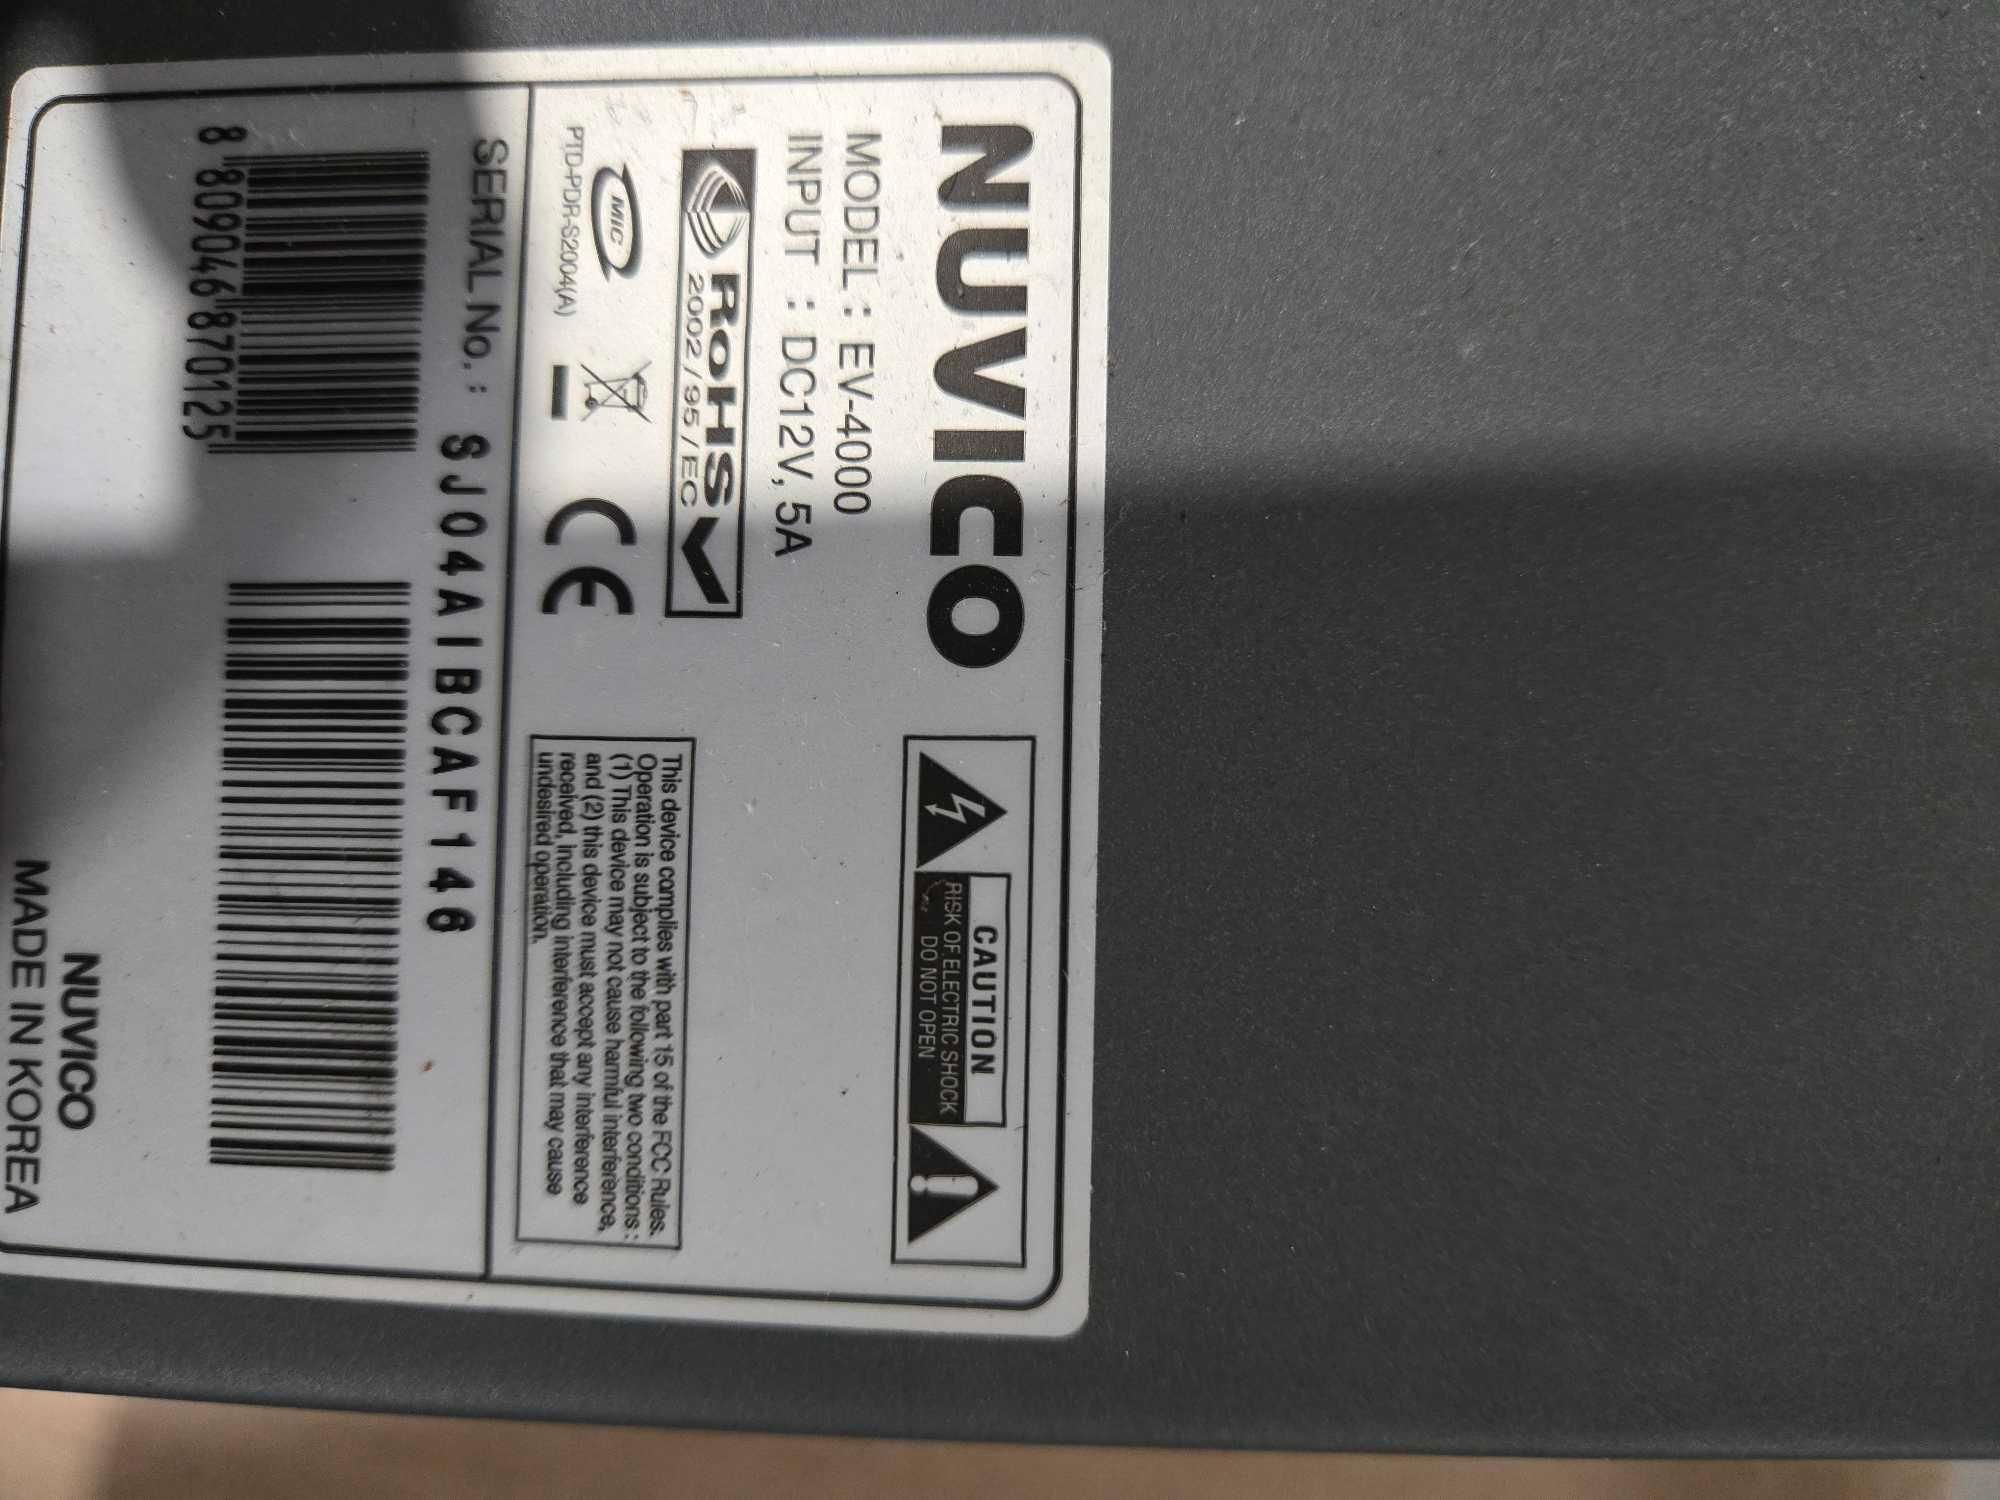 NUVICO
MODEL : EV-4000
INPUT : DC12V, 5A
RoHS
2002/95/EC
MIC
PTD-PDR-S2004(A)
CE
CAUTION
RISK OF ELECTRIC SHOCK
DO NOT OPEN
This device complies with part 15 of the FCC Rules.
Operation is subject to the following two conditions :
(1) This device may not cause harmful interference,
and (2) this device must accept any interference
received, including interference that may cause
undesired operation.
SERIAL No. : SJ04AIBCAF146
8 809046 870125
NUVICO
MADE IN KOREA